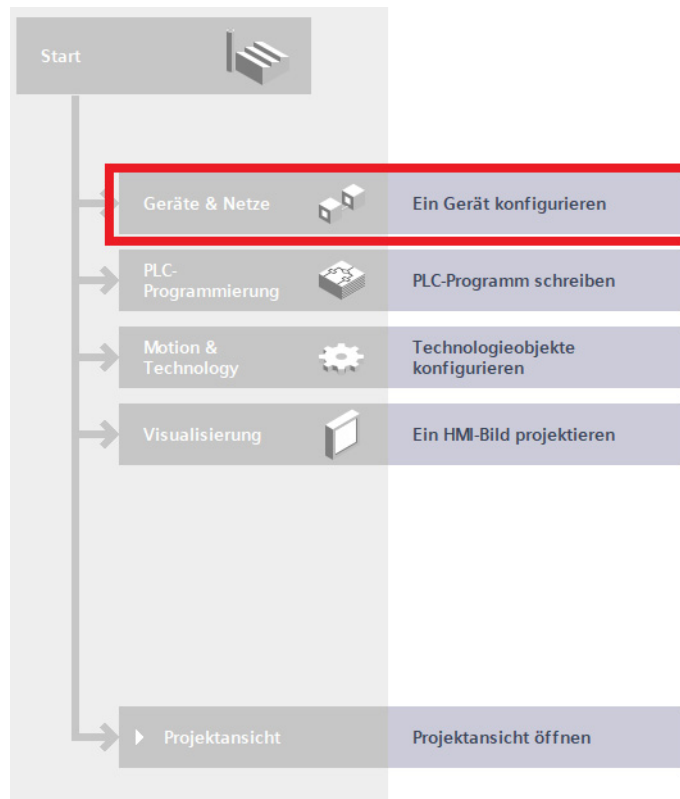 Start
Geräte & Netze
Ein Gerät konfigurieren
PLC-
Programmierung
PLC-Programm schreiben
Motion &
Technology
Technologieobjekte
konfigurieren
Visualisierung
Ein HMI-Bild projektieren
Projektansicht
Projektansicht öffnen